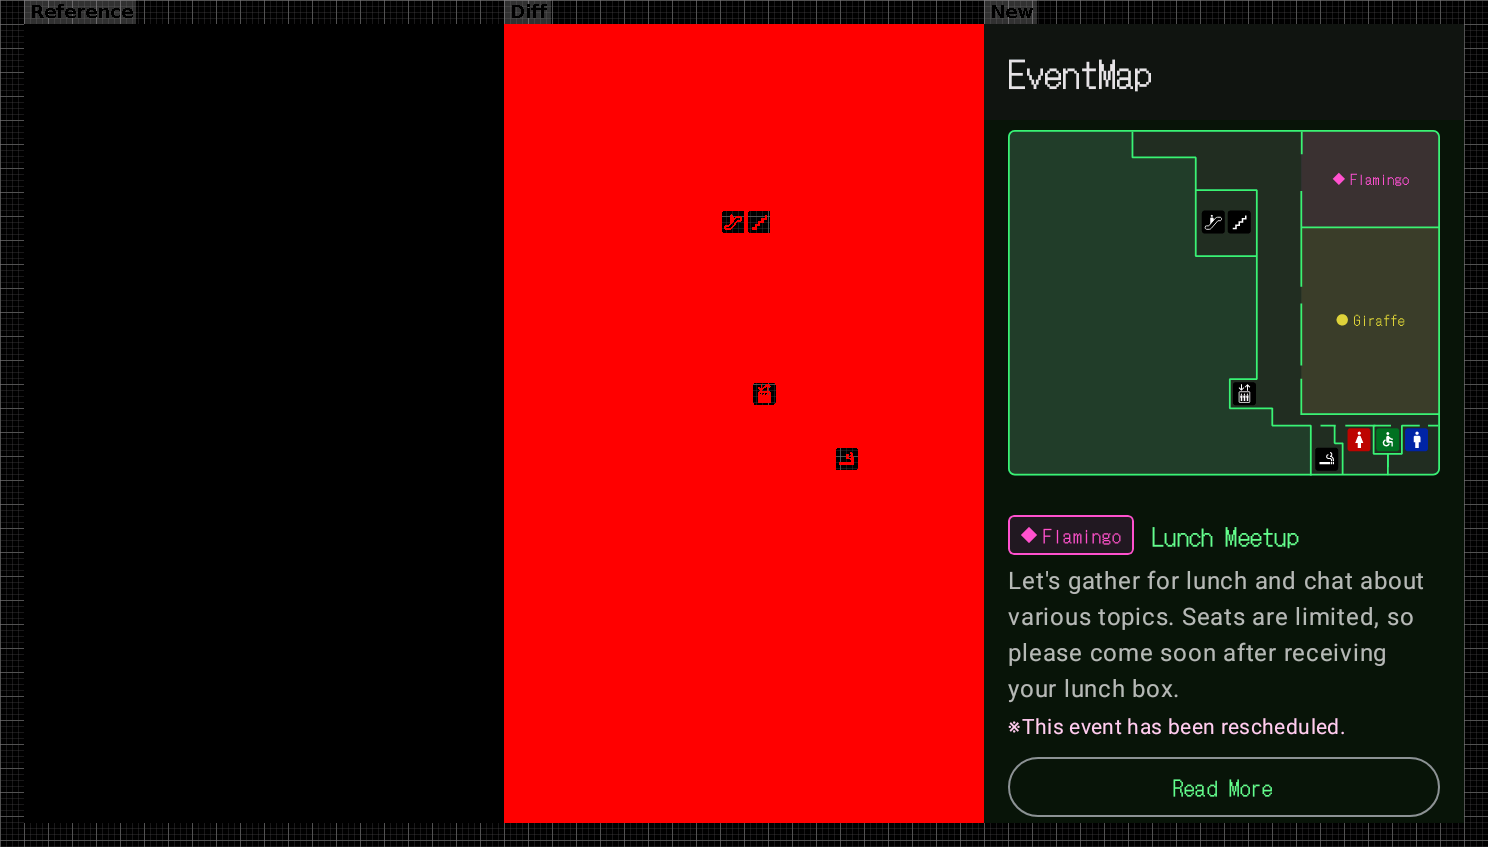 Reference
Diff
New
EventMap
Flamingo
Giraffe
Flamingo
Lunch Meetup
Let's gather for lunch and chat about
various topics. Seats are limited, so
please come soon after receiving
your lunch box.
※This event has been rescheduled.
Read More